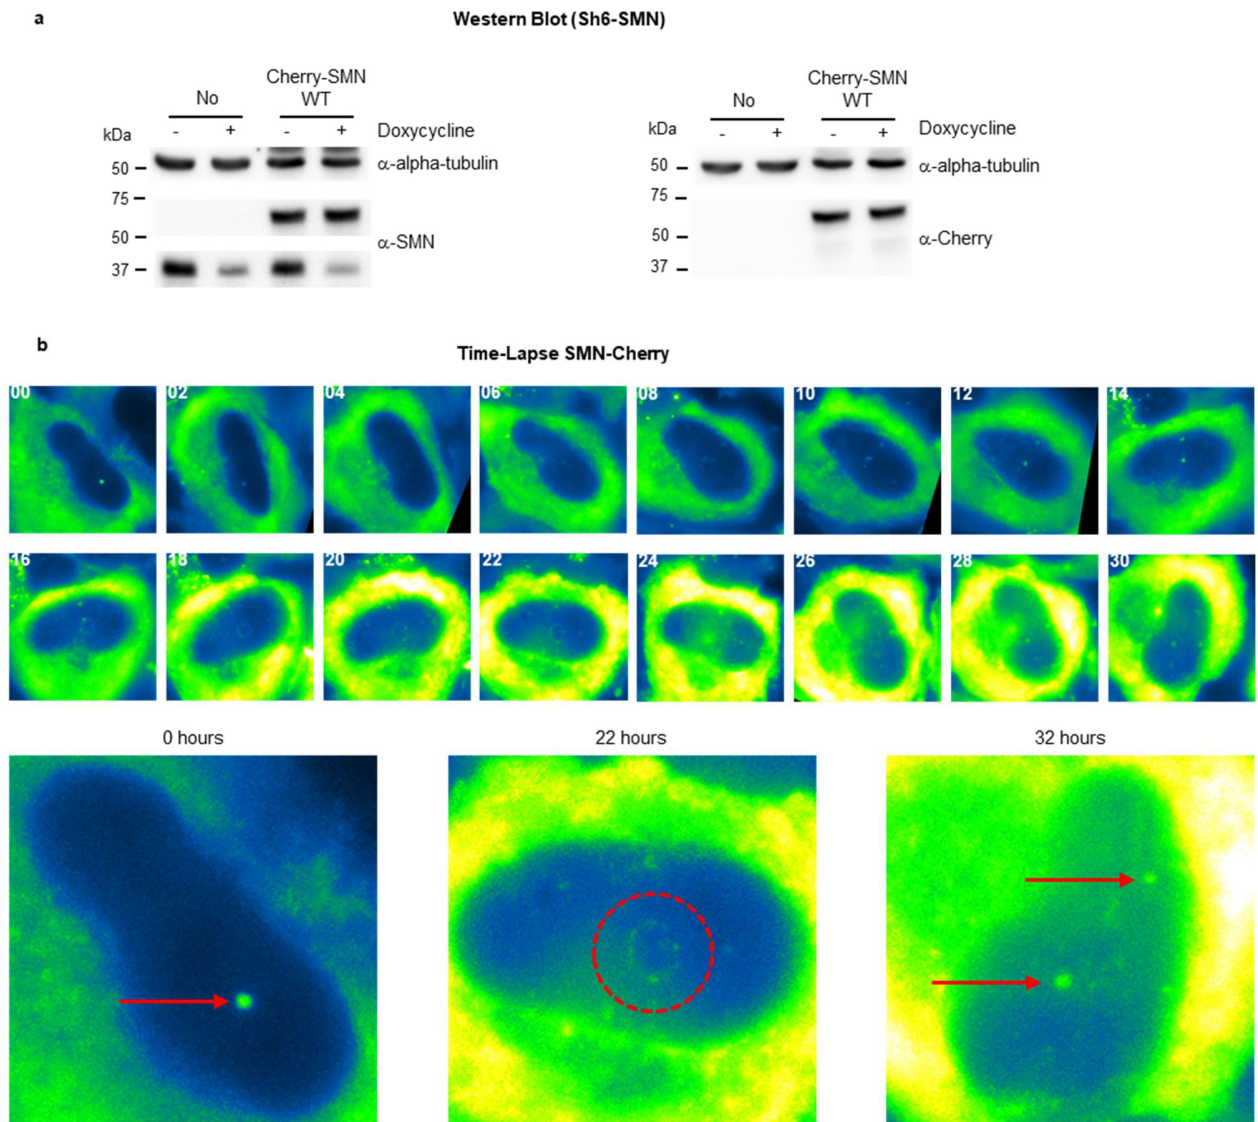 a
Western Blot (Sh6-SMN)
No
Cherry-SMN
WT
kDa
- + - + Doxycycline
50 α-alpha-tubulin
75
50 α-SMN
37
No
Cherry-SMN
WT
kDa
- + - + Doxycycline
50 α-alpha-tubulin
75
50 α-Cherry
37
b
Time-Lapse SMN-Cherry
00 02 04 06 08 10 12 14
16 18 20 22 24 26 28 30
0 hours 22 hours 32 hours